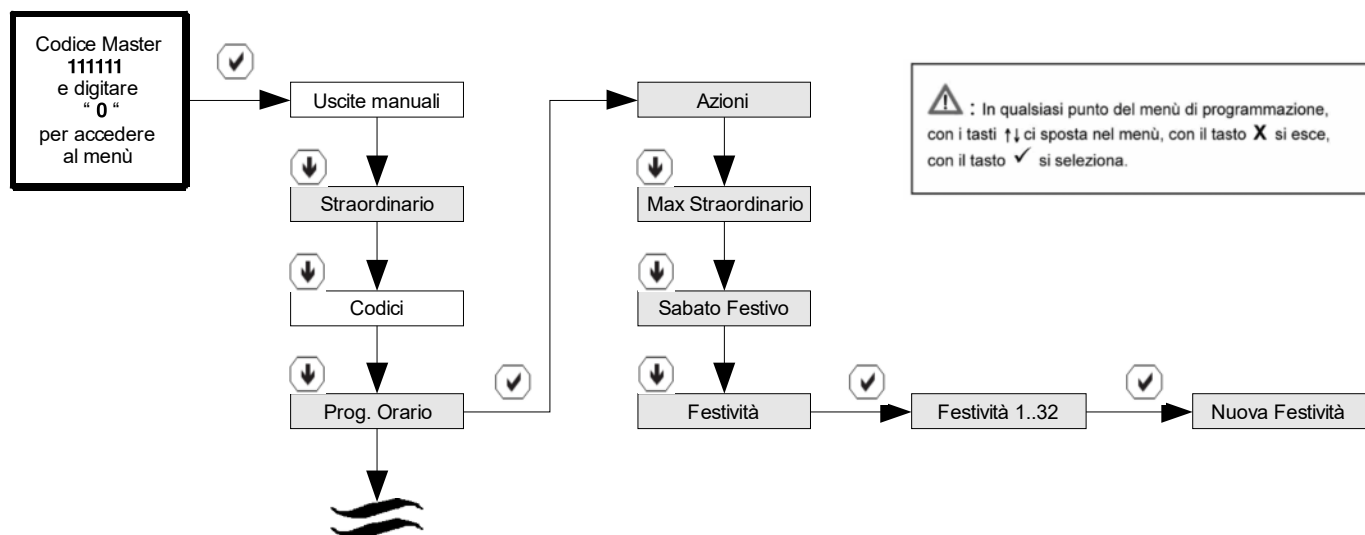 Codice Master
111111
e digitare
“ 0 “
per accedere
al menù
Uscite manuali
Straordinario
Codici
Prog. Orario
Azioni
Max Straordinario
Sabato Festivo
Festività
Festività 1..32
Nuova Festività
⚠ : In qualsiasi punto del menù di programmazione,
con i tasti ↑↓ ci sposta nel menù, con il tasto X si esce,
con il tasto ✓ si seleziona.